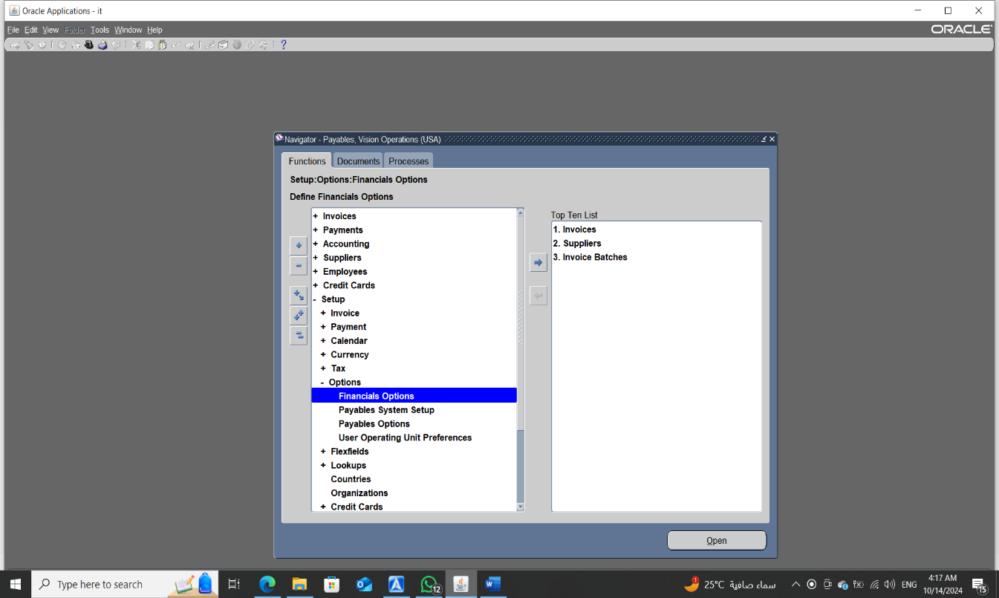 Oracle Applications - it
File Edit View Folder Tools Window Help
ORACLE
Navigator - Payables, Vision Operations (USA)
Functions Documents Processes
Setup:Options:Financials Options
Define Financials Options
+ Invoices
+ Payments
+ Accounting
+ Suppliers
+ Employees
+ Credit Cards
- Setup
+ Invoice
+ Payment
+ Calendar
+ Currency
+ Tax
- Options
Financials Options
Payables System Setup
Payables Options
User Operating Unit Preferences
+ Flexfields
+ Lookups
Countries
Organizations
+ Credit Cards
Top Ten List
1. Invoices
2. Suppliers
3. Invoice Batches
Open
Type here to search
12
1
25°C سماء صافية
ENG
4:17 AM
10/14/2024
15